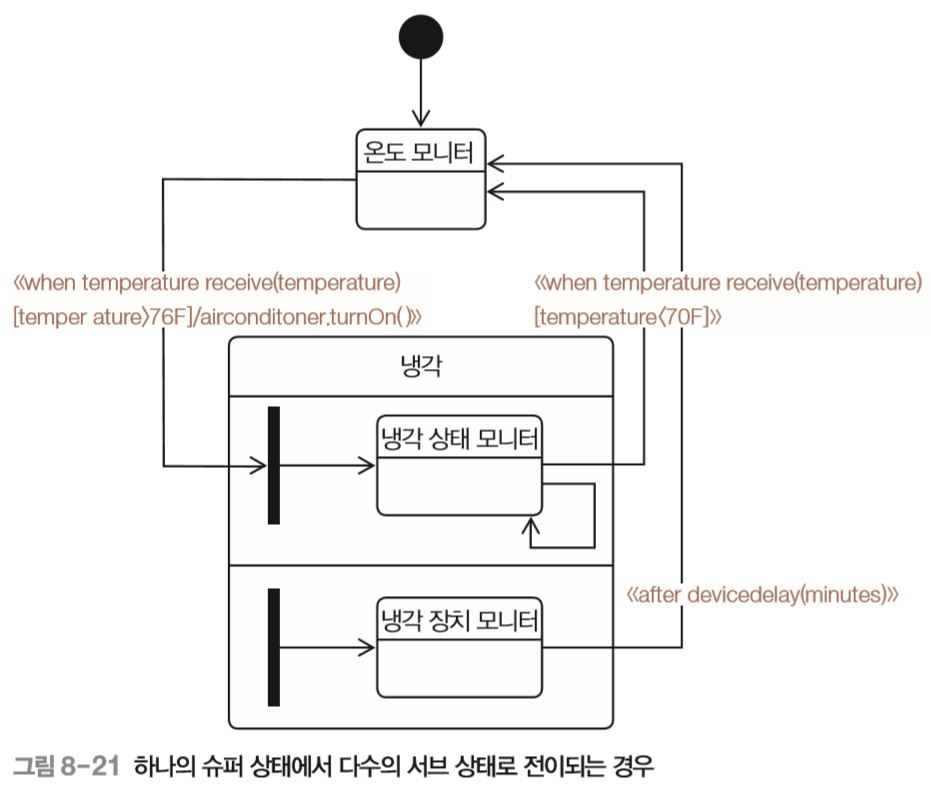 온도 모니터
《when temperature receive(temperature)
[temper ature〉76F]/airconditoner.turnOn()》
《when temperature receive(temperature)
[temperature〈70F]》
냉각
냉각 상태 모니터
《after devicedelay(minutes)》
냉각 장치 모니터
그림 8-21 하나의 슈퍼 상태에서 다수의 서브 상태로 전이되는 경우